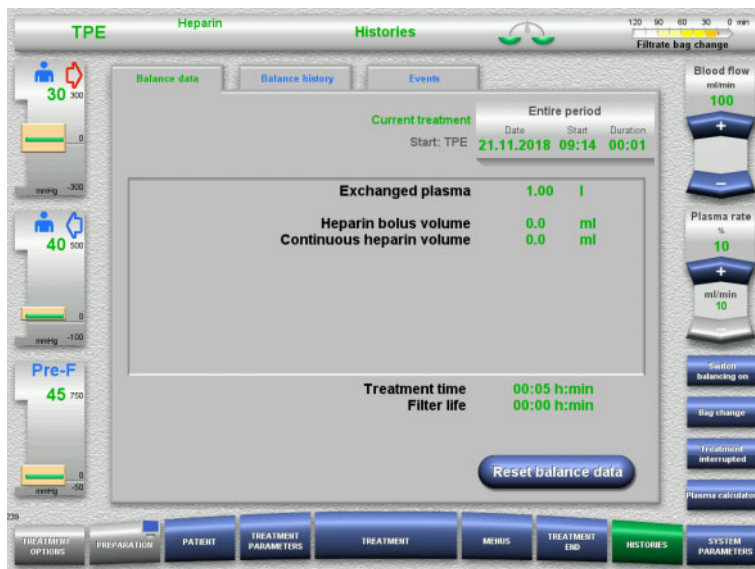 TPE
Heparin
Histories
120 90 60 30 0 min
Filtrate bag change
30 300
0
mmHg -300
40 500
0
mmHg -100
Pre-F
45 750
0
mmHg -50
Balance data
Balance history
Events
Current treatment
Start: TPE
Entire period
Date Start Duration
21.11.2018 09:14 00:01
Exchanged plasma 1.00 l
Heparin bolus volume 0.0 ml
Continuous heparin volume 0.0 ml
Treatment time 00:05 h:min
Filter life 00:00 h:min
Reset balance data
Blood flow
ml/min
100
+
−
Plasma rate
%
10
+
ml/min
10
−
Switch
balancing on
Bag change
Treatment
interrupted
Plasma calculator
239
TREATMENT
OPTIONS
PREPARATION
PATIENT
TREATMENT
PARAMETERS
TREATMENT
MENUS
TREATMENT
END
HISTORIES
SYSTEM
PARAMETERS